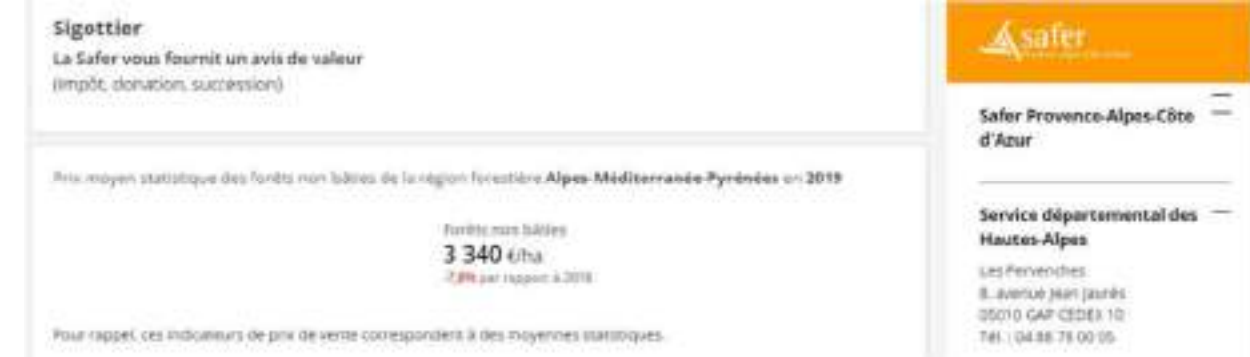 Sigottier
La Safer vous fournit un avis de valeur
(impôt, donation, succession)
Prix moyen statistique des forêts non bâties de la région forestière Alpes-Méditerranée-Pyrénées en 2019
Forêts non bâties
3 340 €/ha
-7,8% par rapport à 2018
Pour rappel, ces indicateurs de prix de vente correspondent à des moyennes statistiques.
safer
Safer Provence-Alpes-Côte
d'Azur
Service départemental des
Hautes-Alpes
Les Pervenches
8, avenue Jean Jaurès
05010 GAP CEDEX 10
Tél. : 04 88 78 00 05